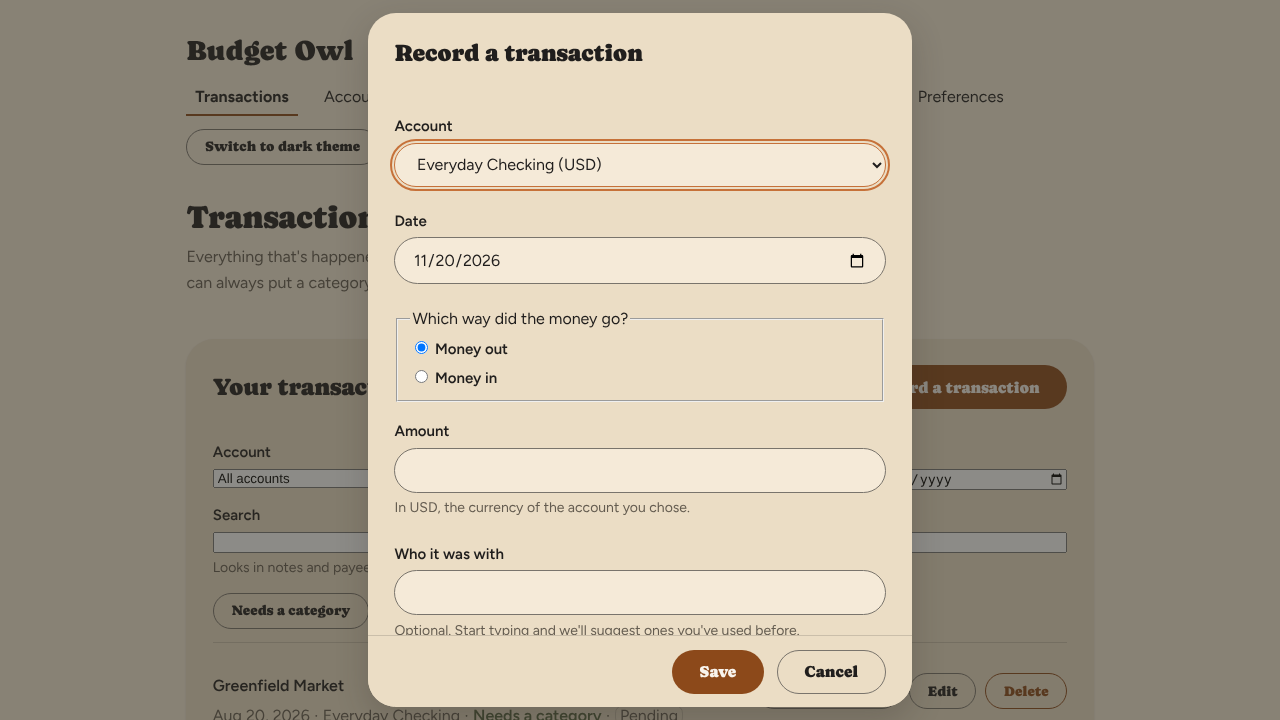 Budget Owl
Transactions Accou Preferences
Switch to dark theme
Transaction
Everything that's happene
can always put a category
Your transact rd a transaction
Account
All accounts /yyyy
Search
Looks in notes and payee
Needs a category
Greenfield Market Edit Delete
Aug 20, 2026 · Everyday Checking · Needs a category · Pending
Record a transaction
Account
Everyday Checking (USD)
Date
11/20/2026
Which way did the money go?
Money out
Money in
Amount
In USD, the currency of the account you chose.
Who it was with
Optional. Start typing and we'll suggest ones you've used before.
Save Cancel